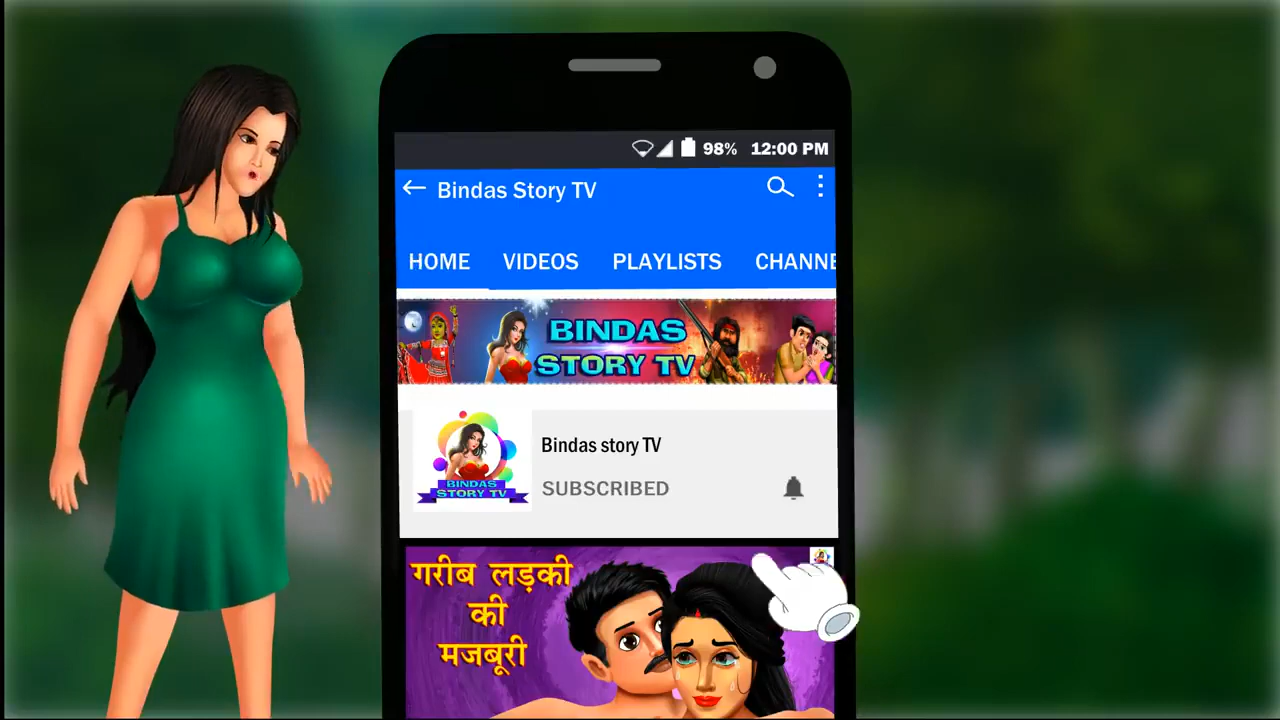 98% 12:00 PM
Bindas Story TV
HOME VIDEOS PLAYLISTS CHANNE
BINDAS
STORY TV
Bindas story TV
SUBSCRIBED
BINDAS
STORY TV
गरीब लड़की
की
मजबूरी